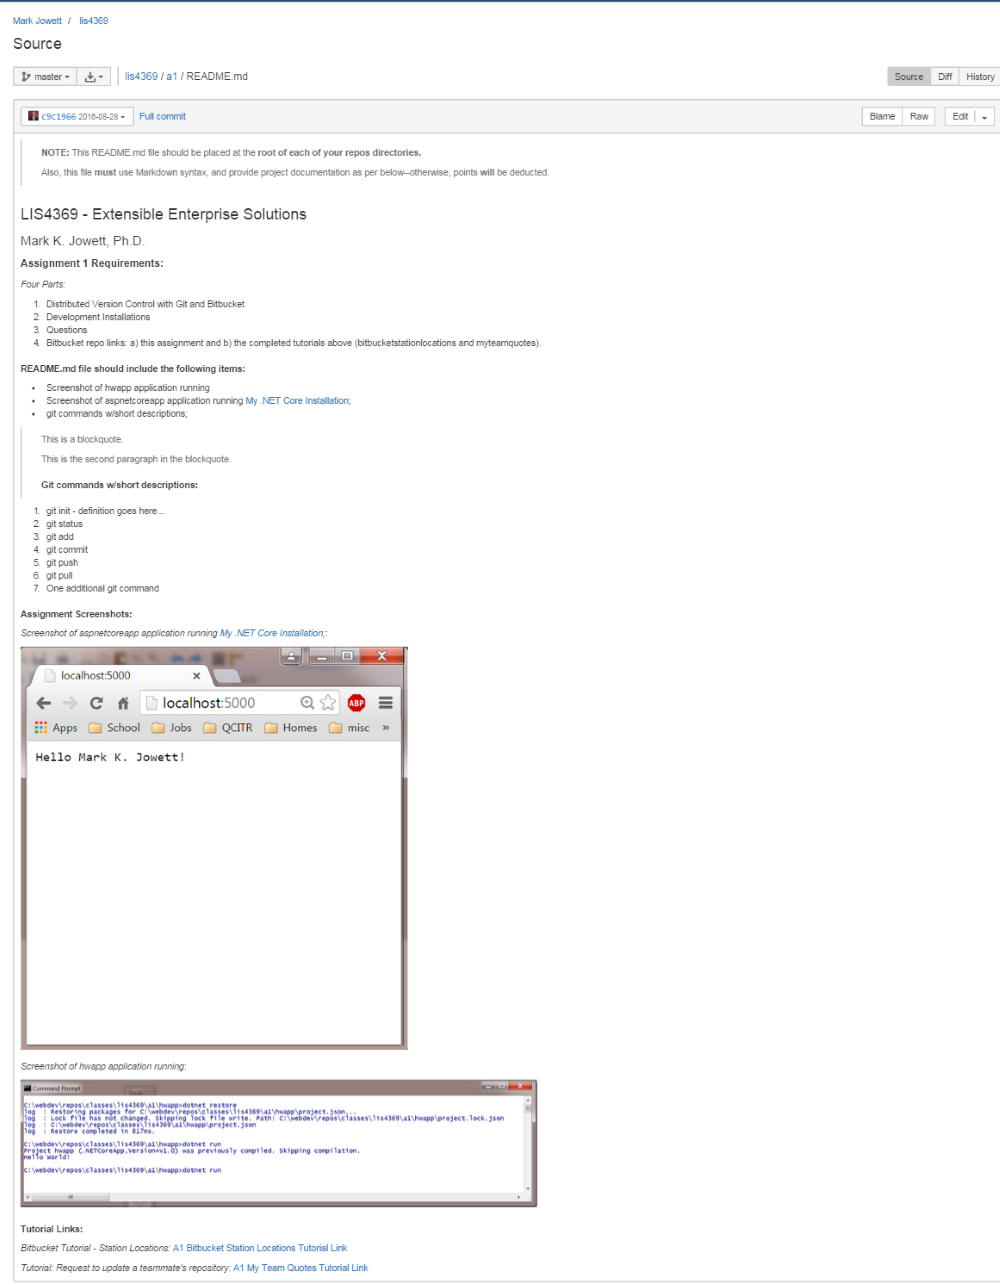 Mark Jowett / lis4369
Source
master
lis4369 / a1 / README.md
Source Diff History
c9c1966 2016-08-28 Full commit
Blame Raw Edit
NOTE: This README.md file should be placed at the root of each of your repos directories.
Also, this file must use Markdown syntax, and provide project documentation as per below--otherwise, points will be deducted.
LIS4369 - Extensible Enterprise Solutions
Mark K. Jowett, Ph.D.
Assignment 1 Requirements:
Four Parts:
1. Distributed Version Control with Git and Bitbucket
2. Development Installations
3. Questions
4. Bitbucket repo links: a) this assignment and b) the completed tutorials above (bitbucketstationlocations and myteamquotes).
README.md file should include the following items:
• Screenshot of hwapp application running
• Screenshot of aspnetcoreapp application running My .NET Core Installation;
• git commands w/short descriptions;
This is a blockquote.
This is the second paragraph in the blockquote.
Git commands w/short descriptions:
1. git init - definition goes here...
2. git status
3. git add
4. git commit
5. git push
6. git pull
7. One additional git command
Assignment Screenshots:
Screenshot of aspnetcoreapp application running My .NET Core Installation;:
localhost:5000 ×
localhost:5000 ABP
Apps School Jobs QCITR Homes misc »
Hello Mark K. Jowett!
Screenshot of hwapp application running:
Command Prompt
C:\webdev\repos\classes\lis4369\a1\hwapp>dotnet restore
log : Restoring packages for C:\webdev\repos\classes\lis4369\a1\hwapp\project.json...
log : Lock file has not changed. Skipping lock file write. Path: C:\webdev\repos\classes\lis4369\a1\hwapp\project.lock.json
log : C:\webdev\repos\classes\lis4369\a1\hwapp\project.json
log : Restore completed in 817ms.
C:\webdev\repos\classes\lis4369\a1\hwapp>dotnet run
Project hwapp (.NETCoreApp,Version=v1.0) was previously compiled. Skipping compilation.
Hello World!
C:\webdev\repos\classes\lis4369\a1\hwapp>dotnet run
Tutorial Links:
Bitbucket Tutorial - Station Locations: A1 Bitbucket Station Locations Tutorial Link
Tutorial: Request to update a teammate's repository: A1 My Team Quotes Tutorial Link